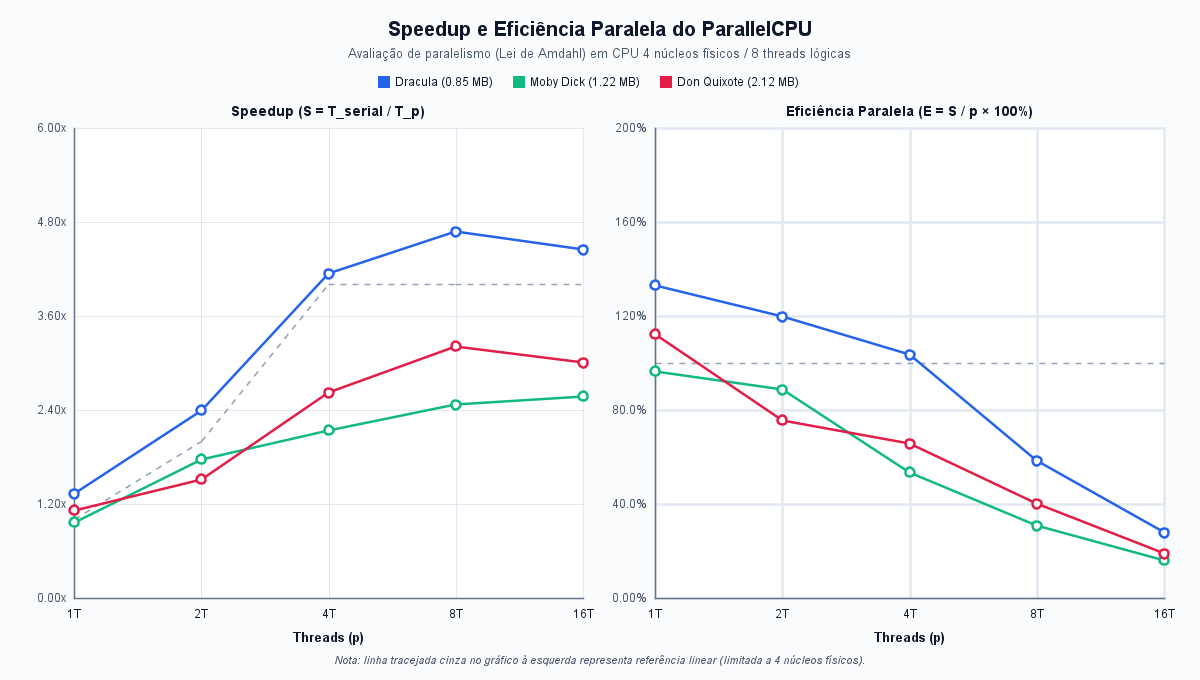 Speedup e Eficiência Paralela do ParallelCPU
Avaliação de paralelismo (Lei de Amdahl) em CPU 4 núcleos físicos / 8 threads lógicas
Dracula (0.85 MB) Moby Dick (1.22 MB) Don Quixote (2.12 MB)
Speedup (S = T_serial / T_p)
6.00x
4.80x
3.60x
2.40x
1.20x
0.00x
1T 2T 4T 8T 16T
Threads (p)
Eficiência Paralela (E = S / p × 100%)
200%
160%
120%
80.0%
40.0%
0.00%
1T 2T 4T 8T 16T
Threads (p)
Nota: linha tracejada cinza no gráfico à esquerda representa referência linear (limitada a 4 núcleos físicos).